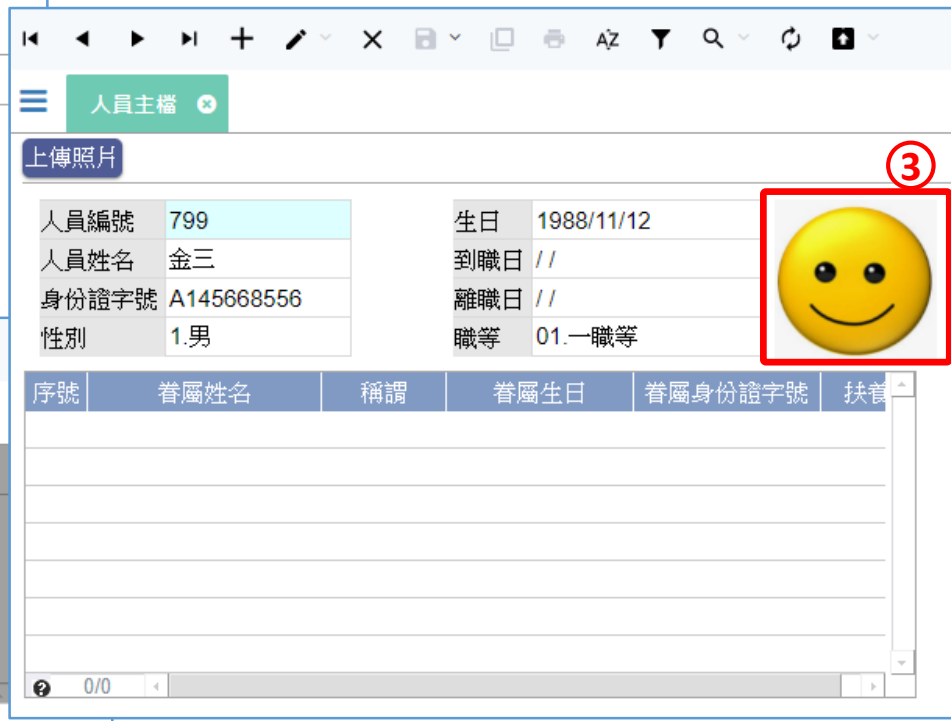 AZ
人員主檔
上傳照片
③
人員編號 799
生日 1988/11/12
人員姓名 金三
到職日 / /
身份證字號 A145668556
離職日 / /
性別 1.男
職等 01.一職等
序號 眷屬姓名 稱謂 眷屬生日 眷屬身份證字號 扶養
0/0